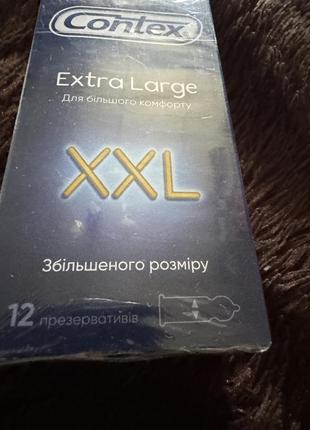 Contex
Extra Large
Для більшого комфорту
XXL
Збільшеного розміру
12 презервативів